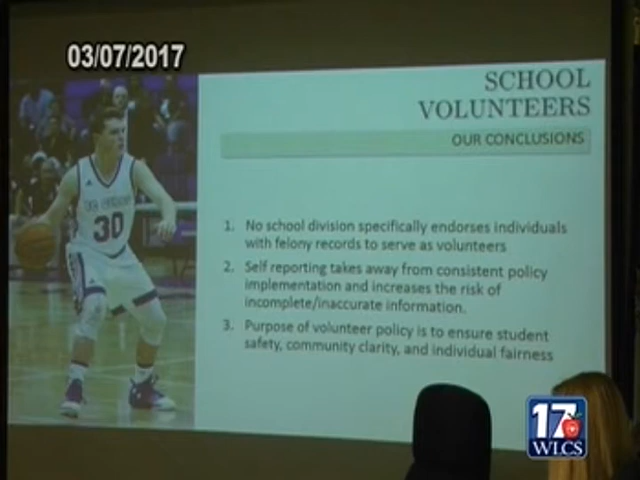 03/07/2017
SCHOOL
VOLUNTEERS
OUR CONCLUSIONS
1. No school division specifically endorses individuals
with felony records to serve as volunteers
2. Self reporting takes away from consistent policy
implementation and increases the risk of
incomplete/inaccurate information.
3. Purpose of volunteer policy is to ensure student
safety, community clarity, and individual fairness
30
17
WLCS